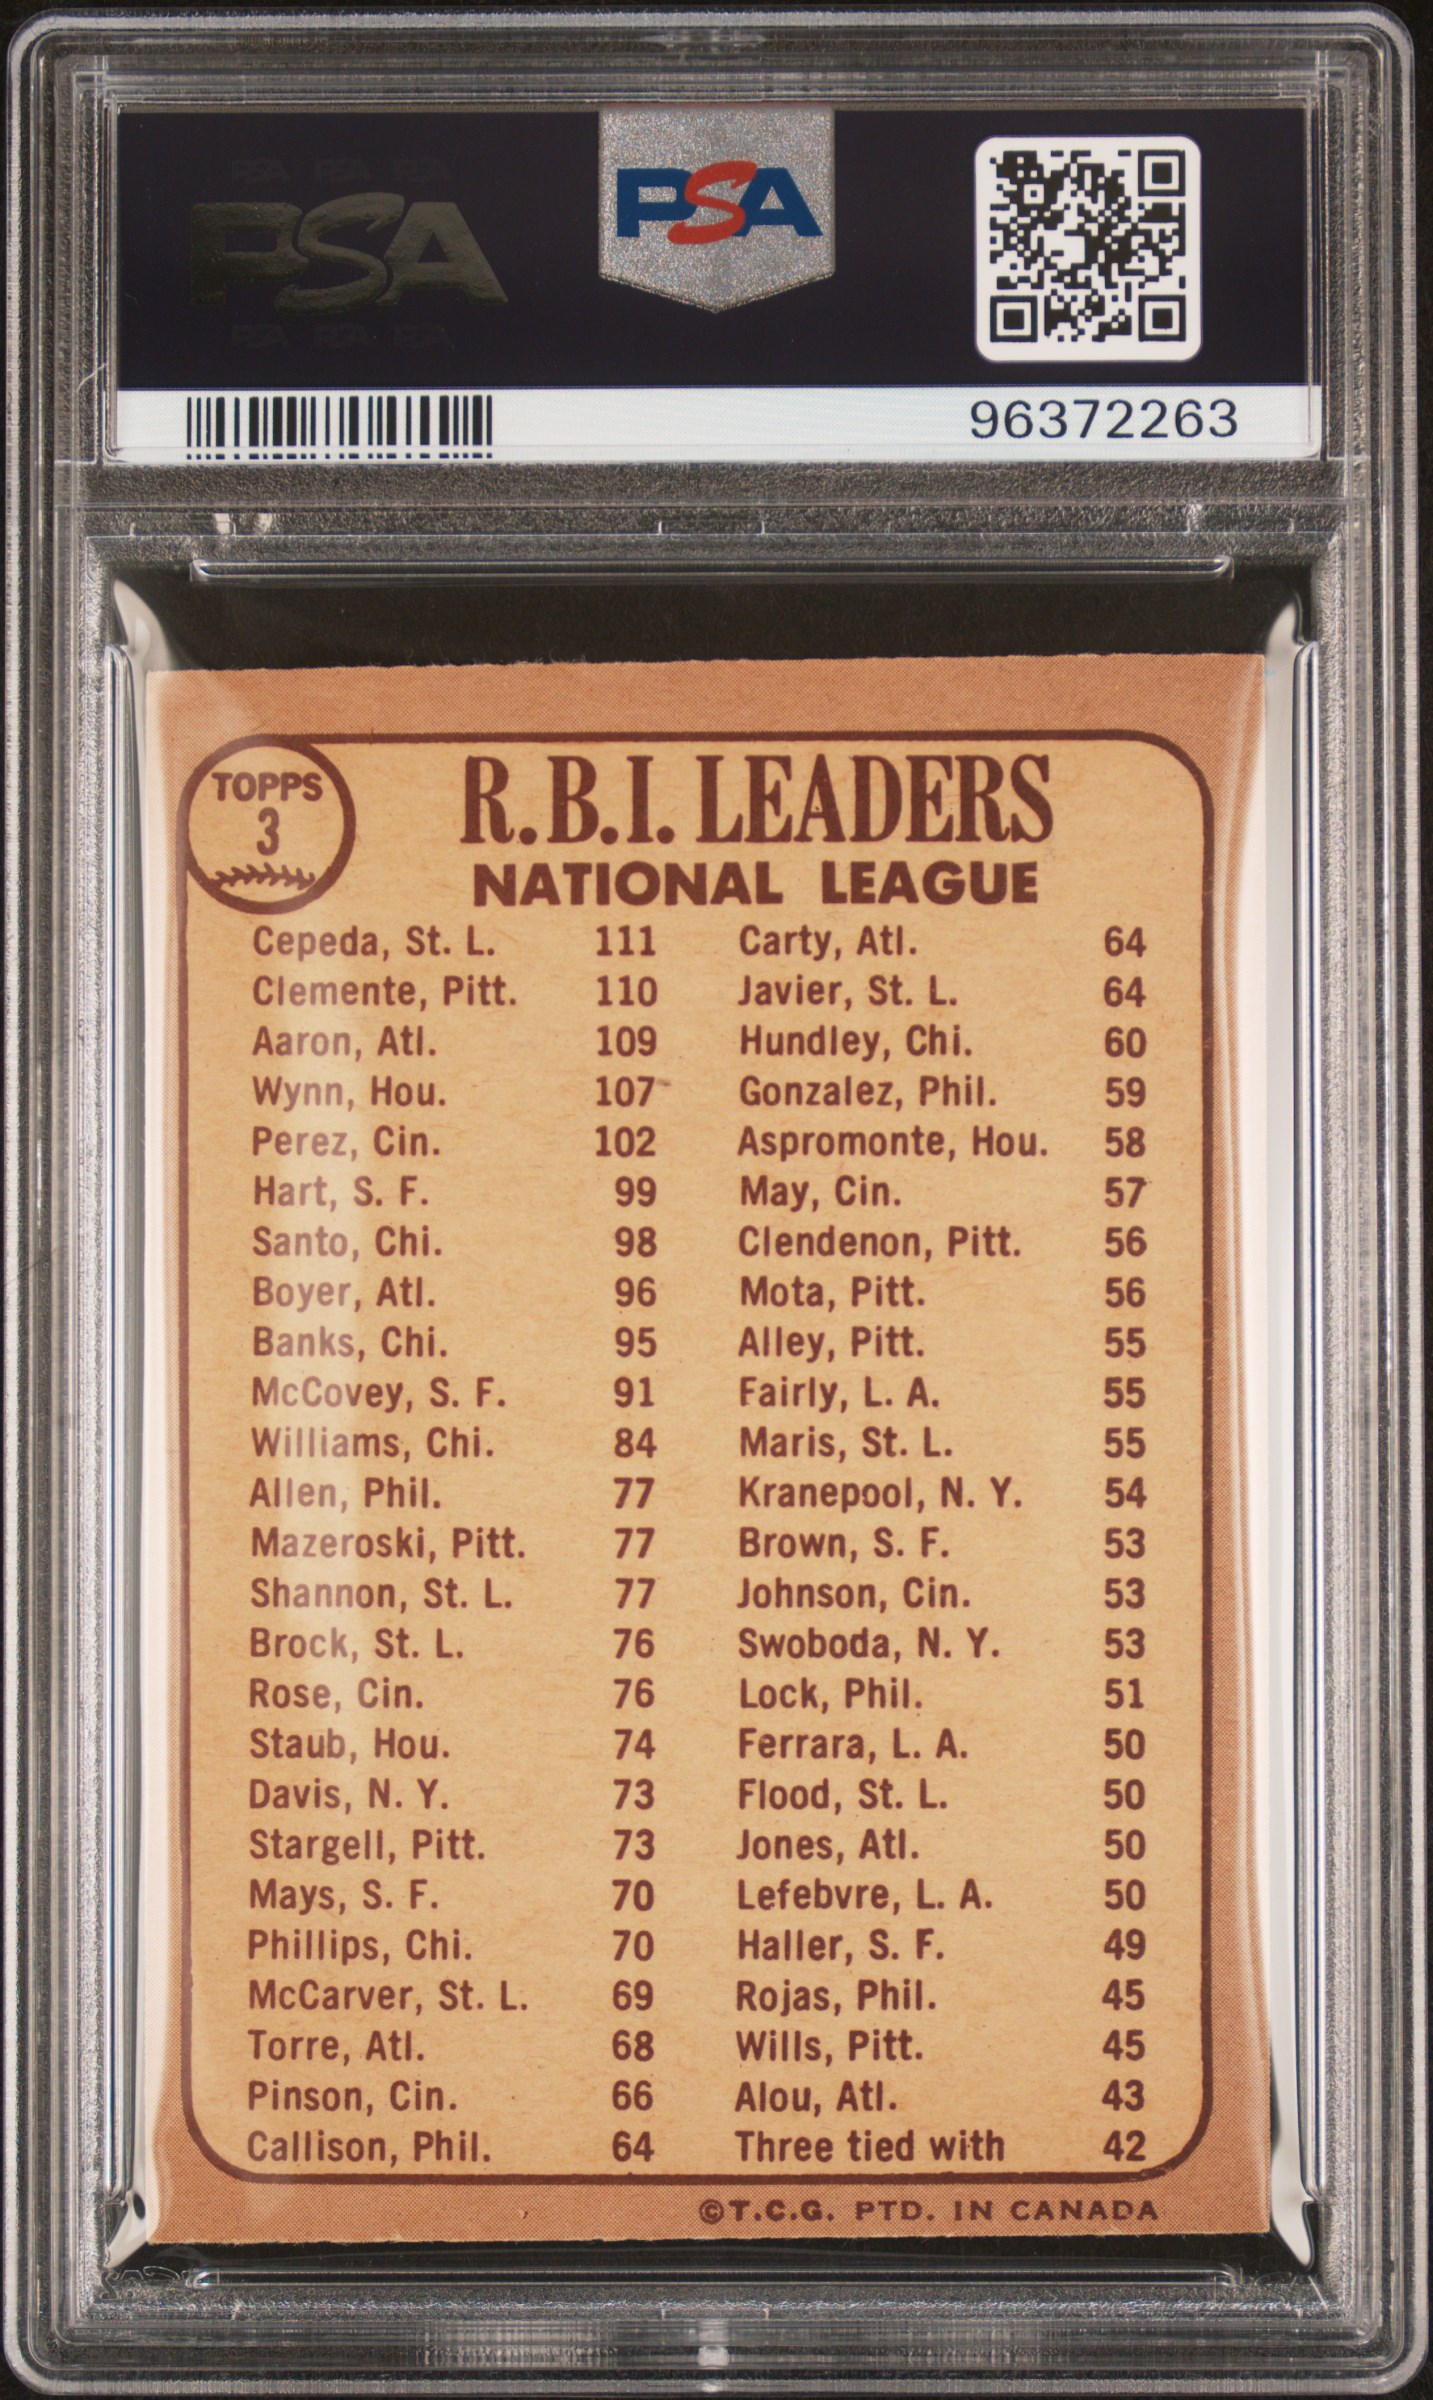 PSA
PSA
96372263
TOPPS
3
R.B.I. LEADERS
NATIONAL LEAGUE
Cepeda, St. L. 111 Carty, Atl. 64
Clemente, Pitt. 110 Javier, St. L. 64
Aaron, Atl. 109 Hundley, Chi. 60
Wynn, Hou. 107 Gonzalez, Phil. 59
Perez, Cin. 102 Aspromonte, Hou. 58
Hart, S. F. 99 May, Cin. 57
Santo, Chi. 98 Clendenon, Pitt. 56
Boyer, Atl. 96 Mota, Pitt. 56
Banks, Chi. 95 Alley, Pitt. 55
McCovey, S. F. 91 Fairly, L. A. 55
Williams, Chi. 84 Maris, St. L. 55
Allen, Phil. 77 Kranepool, N. Y. 54
Mazeroski, Pitt. 77 Brown, S. F. 53
Shannon, St. L. 77 Johnson, Cin. 53
Brock, St. L. 76 Swoboda, N. Y. 53
Rose, Cin. 76 Lock, Phil. 51
Staub, Hou. 74 Ferrara, L. A. 50
Davis, N. Y. 73 Flood, St. L. 50
Stargell, Pitt. 73 Jones, Atl. 50
Mays, S. F. 70 Lefebvre, L. A. 50
Phillips, Chi. 70 Haller, S. F. 49
McCarver, St. L. 69 Rojas, Phil. 45
Torre, Atl. 68 Wills, Pitt. 45
Pinson, Cin. 66 Alou, Atl. 43
Callison, Phil. 64 Three tied with 42
©T.C.G. PTD. IN CANADA